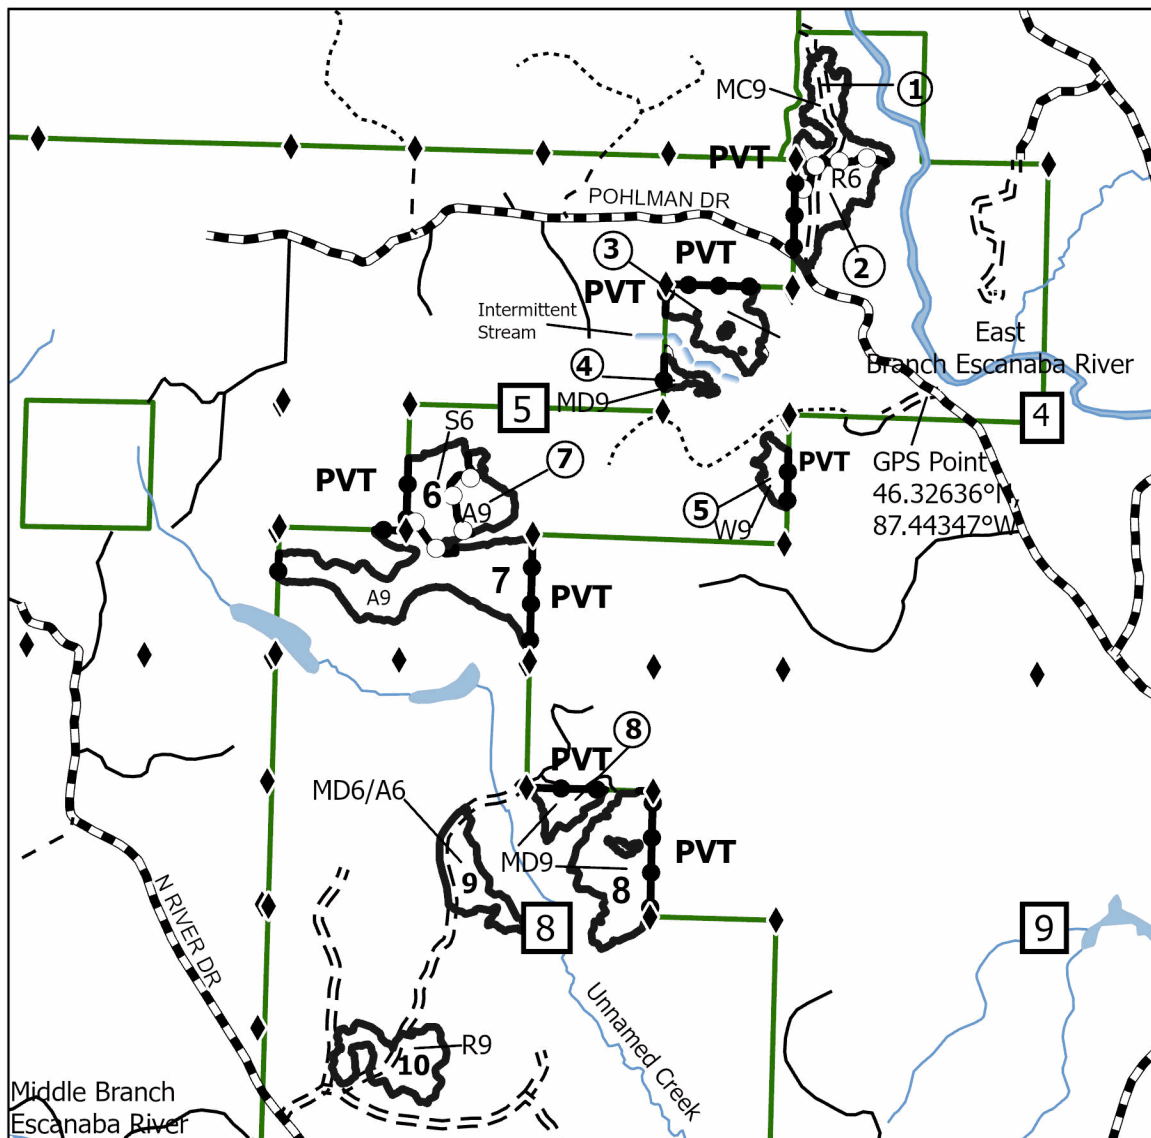 MC9
1
PVT
R6
POHLMAN DR
2
3
PVT
PVT
Intermittent
Stream
East
Branch Escanaba River
4
MD9
5
4
S6
7
PVT
6
A9
PVT
GPS Point
46.32636°N,
87.44347°W
5
W9
7
A9
PVT
8
PVT
MD6/A6
MD9
PVT
9
8
8
9
N RIVER DR
Unnamed Creek
R9
10
Middle Branch
Escanaba River